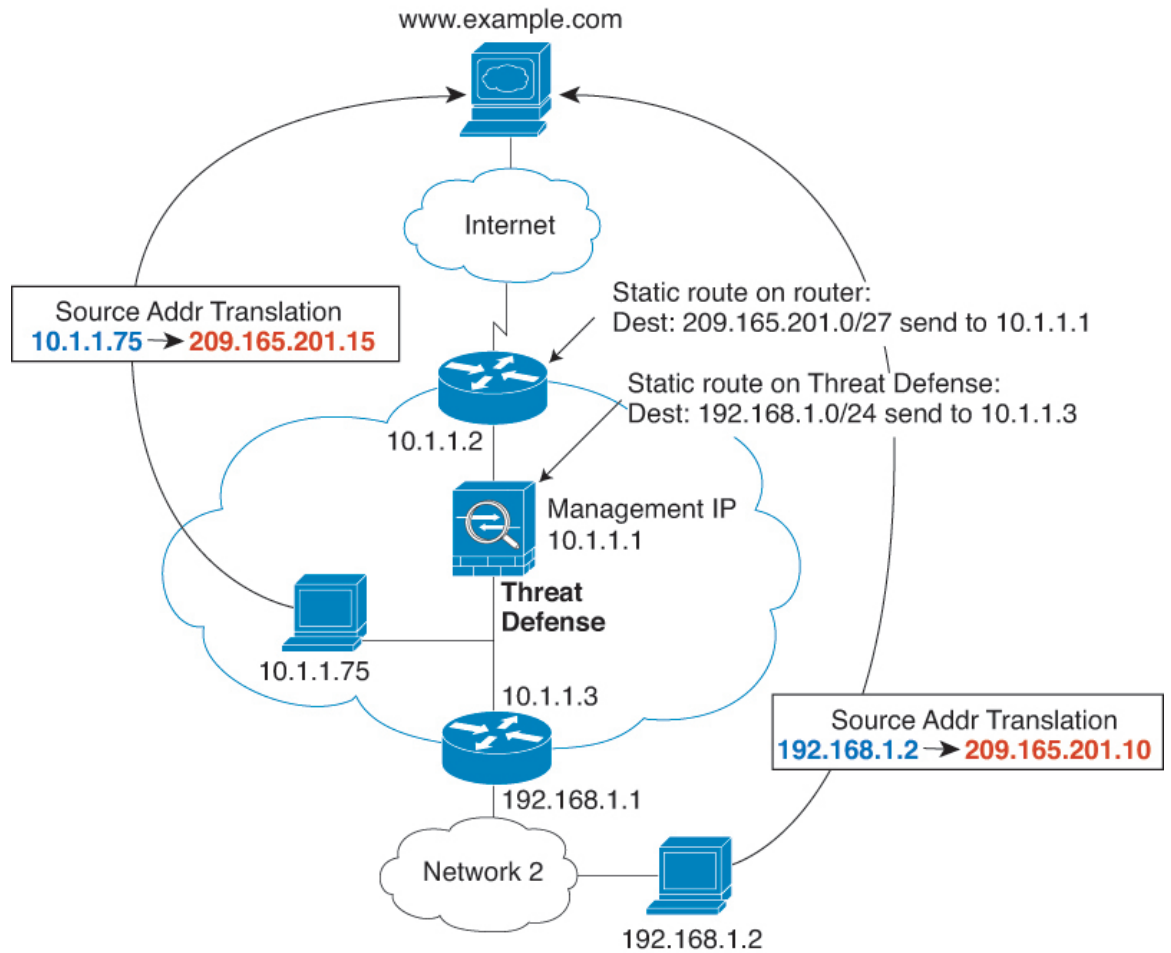 www.example.com
Internet
Source Addr Translation
10.1.1.75 → 209.165.201.15
Static route on router:
Dest: 209.165.201.0/27 send to 10.1.1.1
Static route on Threat Defense:
Dest: 192.168.1.0/24 send to 10.1.1.3
10.1.1.2
Management IP
10.1.1.1
Threat
Defense
10.1.1.75
10.1.1.3
Source Addr Translation
192.168.1.2 → 209.165.201.10
192.168.1.1
Network 2
192.168.1.2